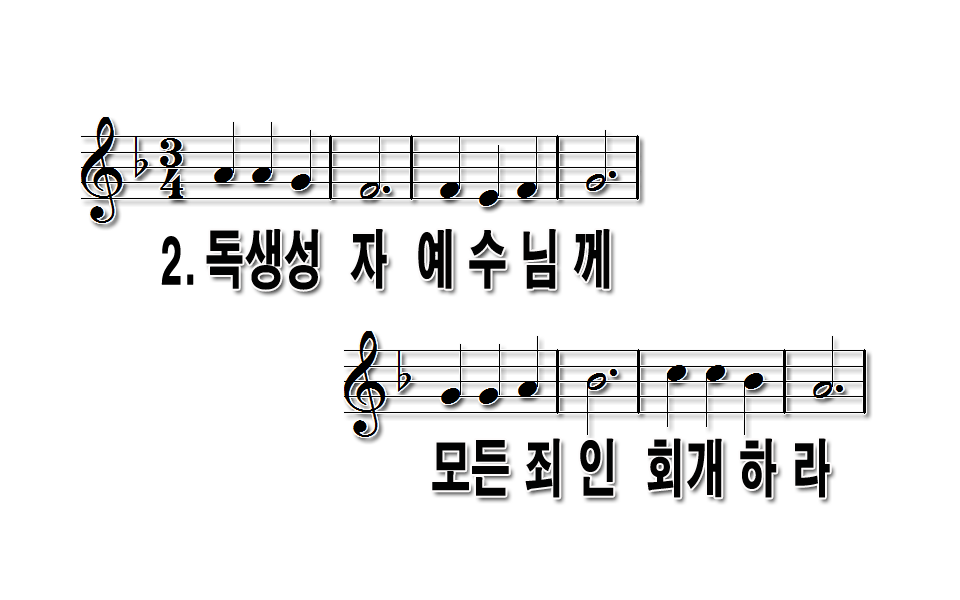 2. 독생성 자 예 수 님 께
모든 죄 인 회개 하 라